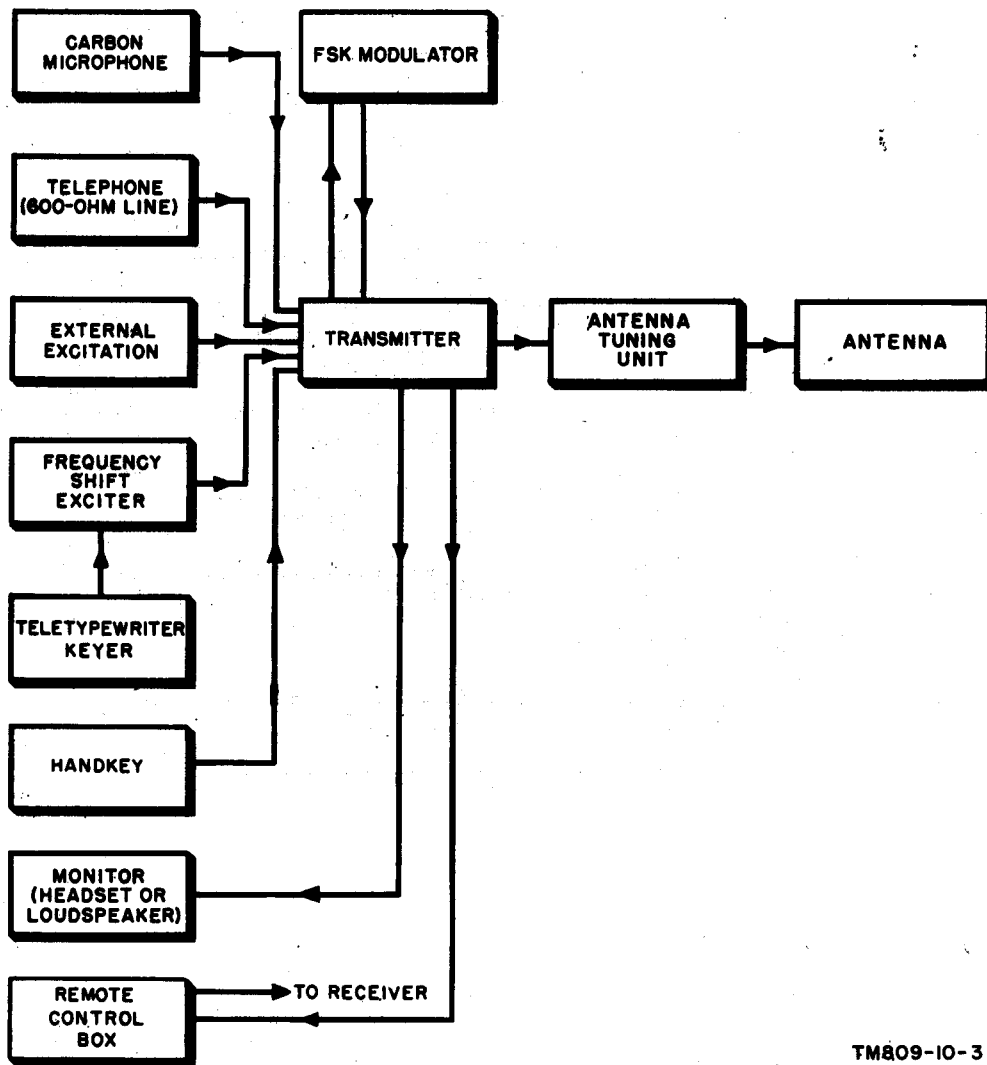 CARBON
MICROPHONE
FSK MODULATOR
TELEPHONE
(600-OHM LINE)
EXTERNAL
EXCITATION
TRANSMITTER
ANTENNA
TUNING
UNIT
ANTENNA
FREQUENCY
SHIFT
EXCITER
TELETYPEWRITER
KEYER
HANDKEY
MONITOR
(HEADSET OR
LOUDSPEAKER)
REMOTE
CONTROL
BOX
TO RECEIVER
TM809-10-3